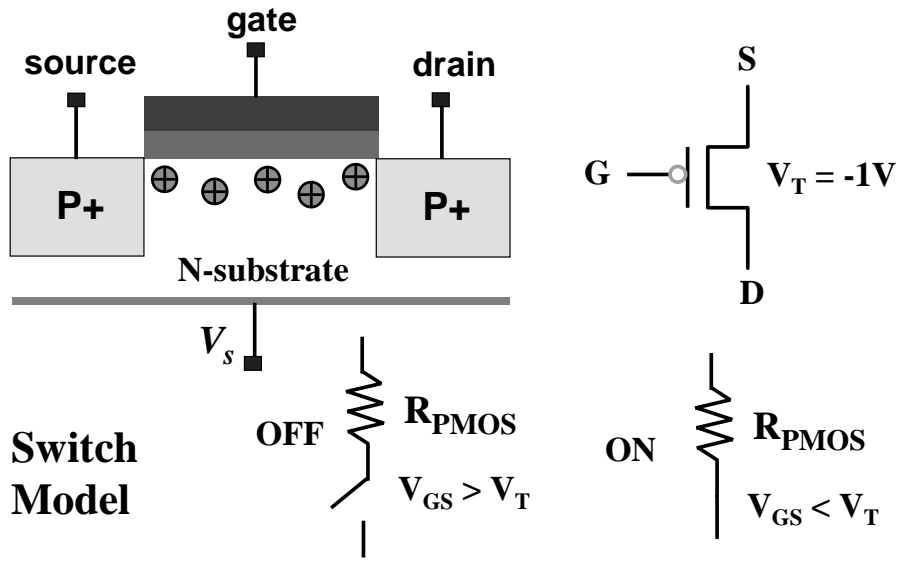 gate
source
drain
P+
P+
N-substrate
V_s
S
G
V_T = -1V
D
Switch
Model
OFF
R_PMOS
V_GS > V_T
ON
R_PMOS
V_GS < V_T